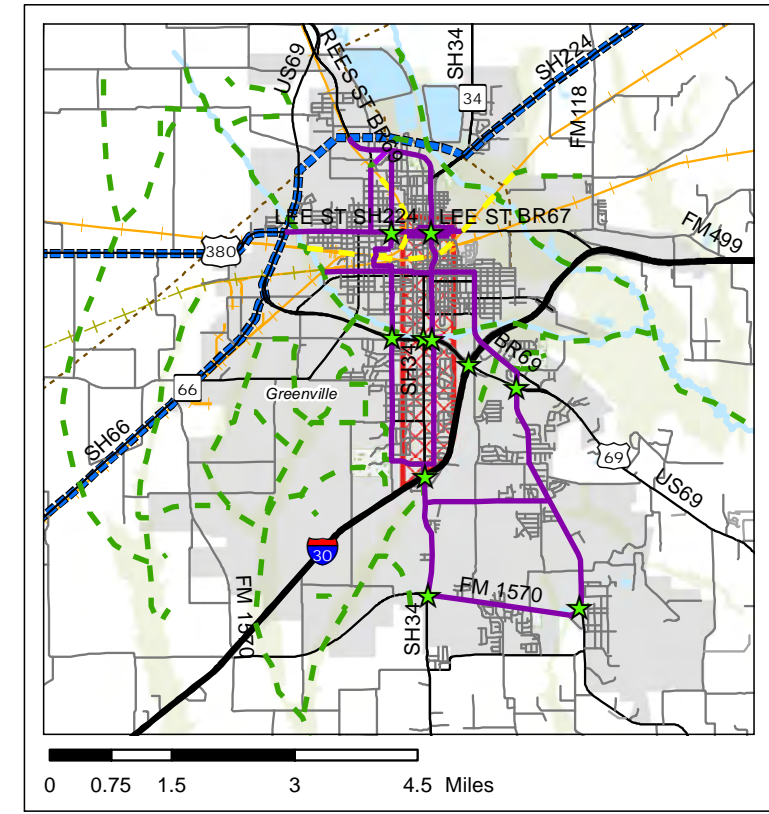 US69
REES ST BR69
SH34
34
SH224
FM118
LEE ST SH224
LEE ST BR67
FM499
380
SH34
BR69
66
Greenville
SH66
69
US69
30
FM 1570
FM 1570
SH34
0 0.75 1.5 3 4.5 Miles